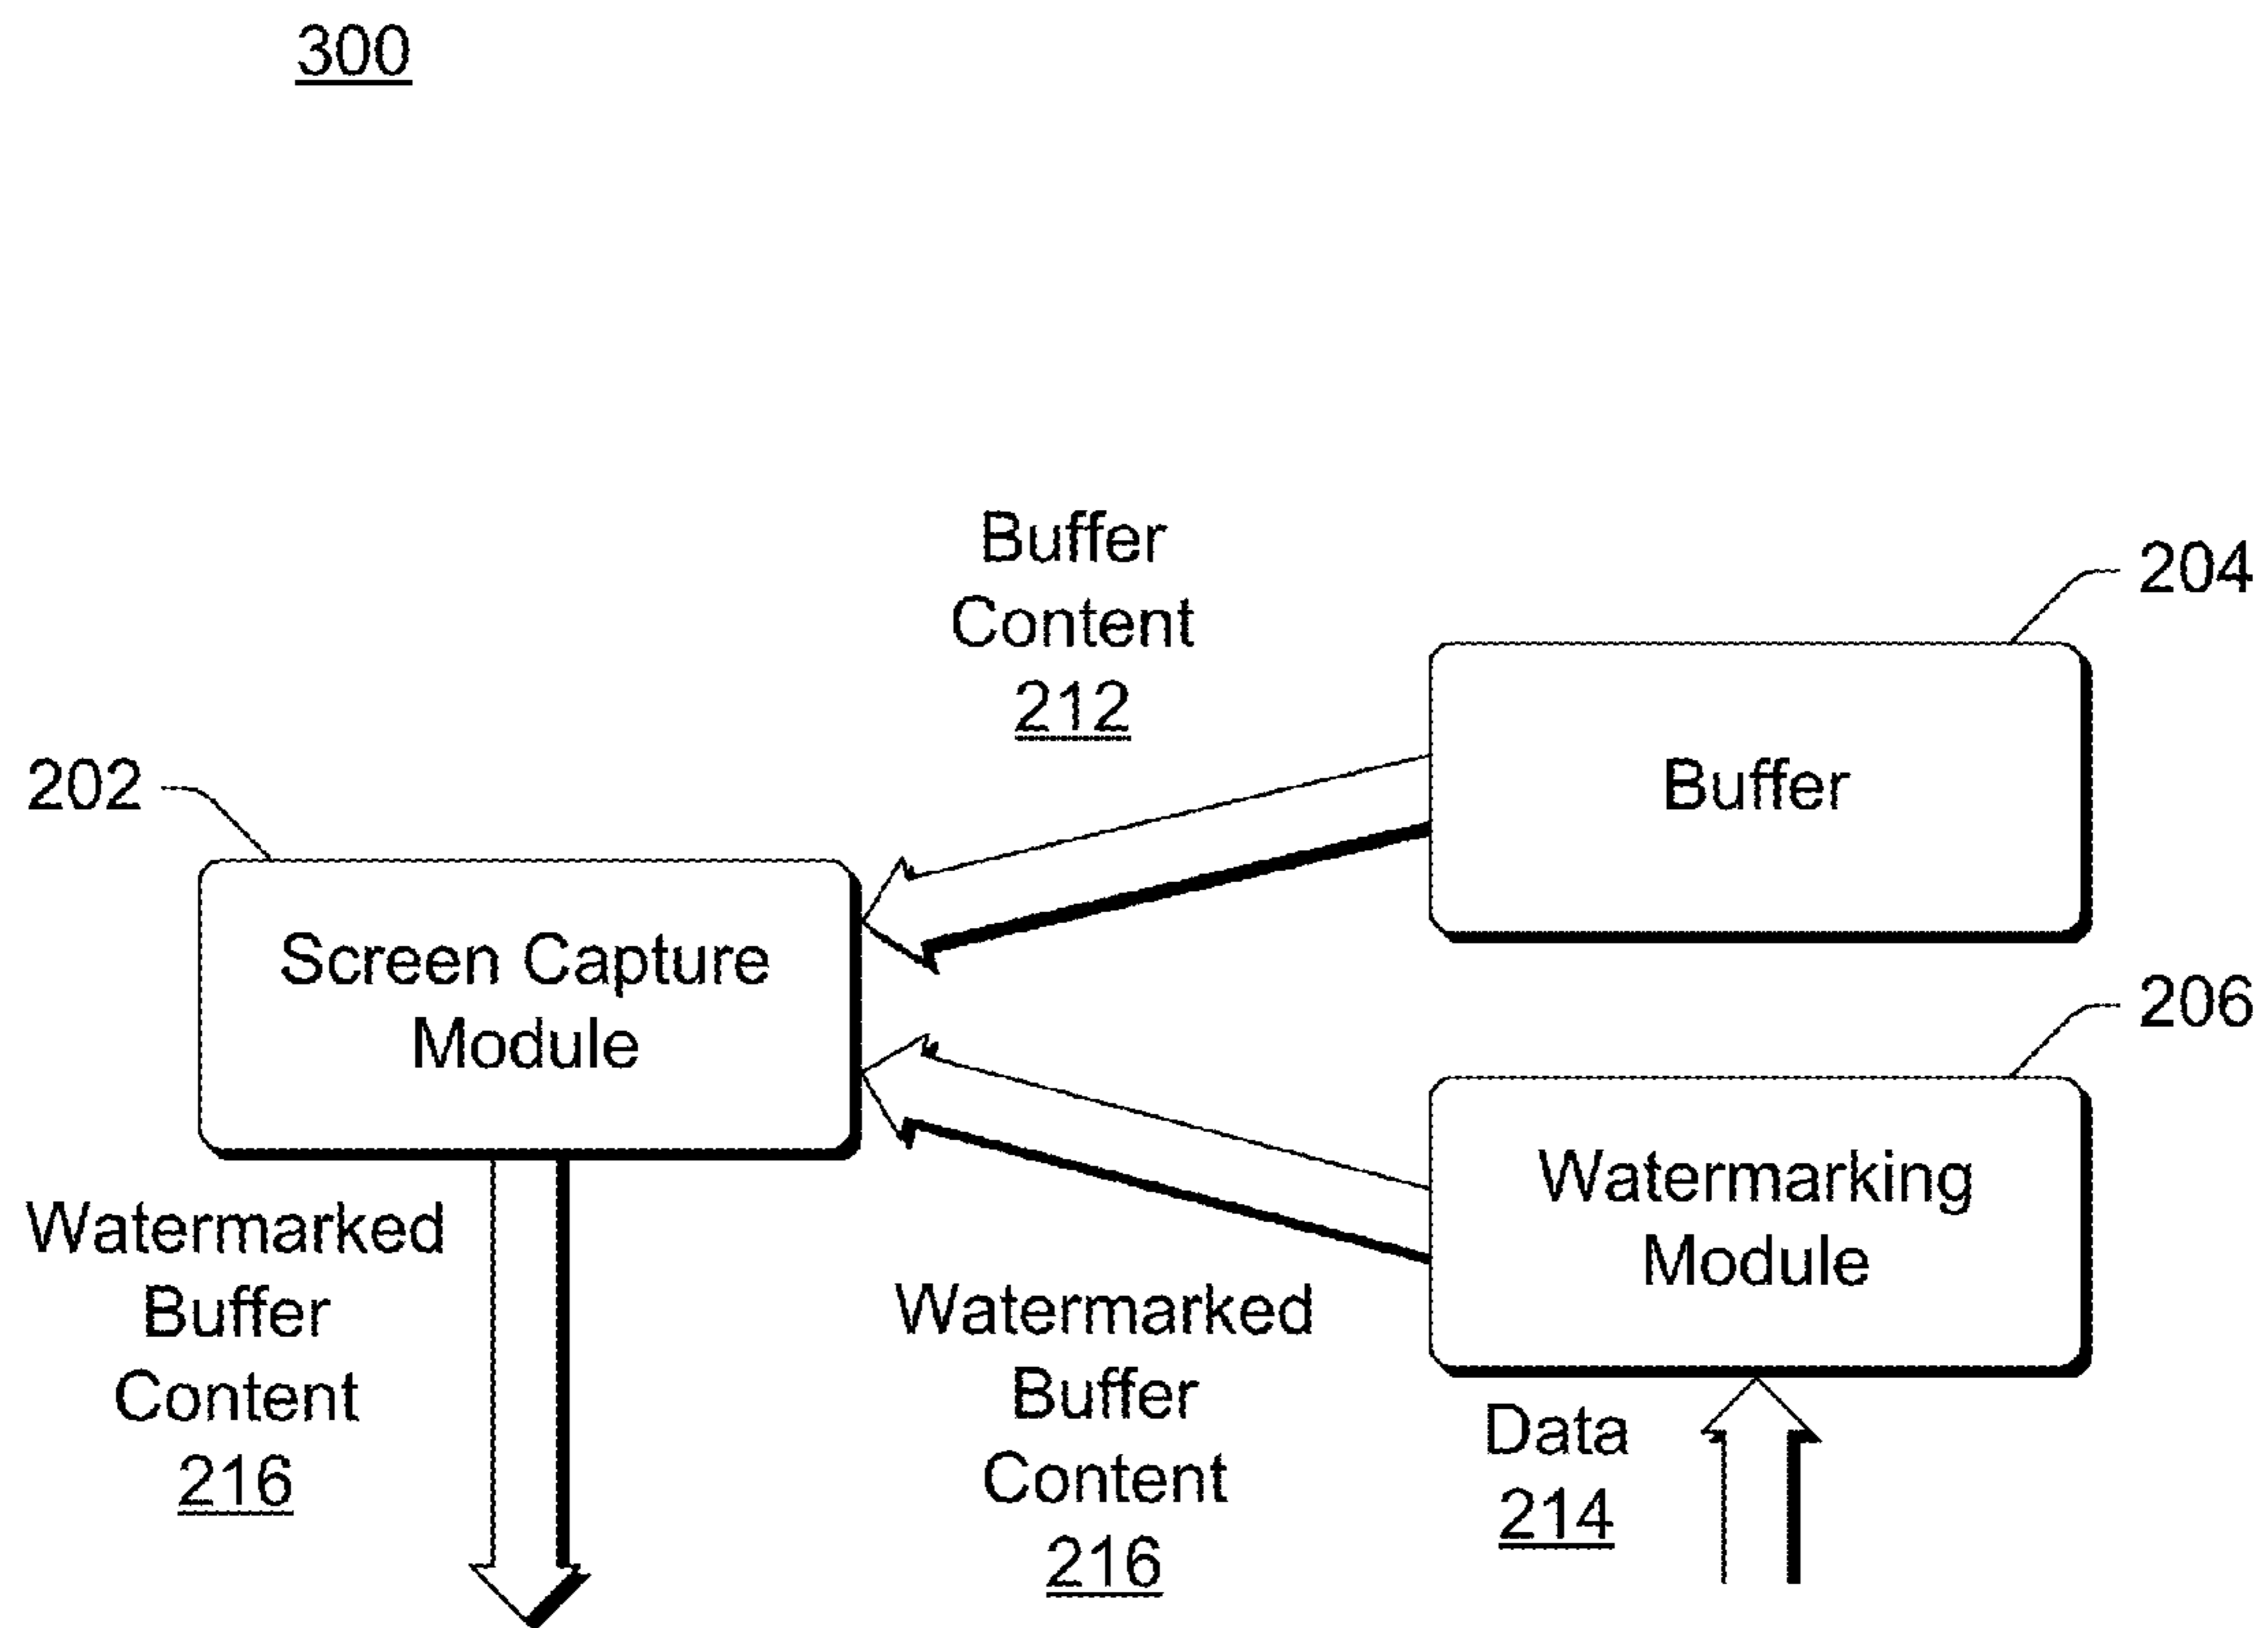 300
Buffer
Content
212
204
Buffer
202
Screen Capture
Module
206
Watermarking
Module
Watermarked
Buffer
Content
216
Watermarked
Buffer
Content
216
Data
214